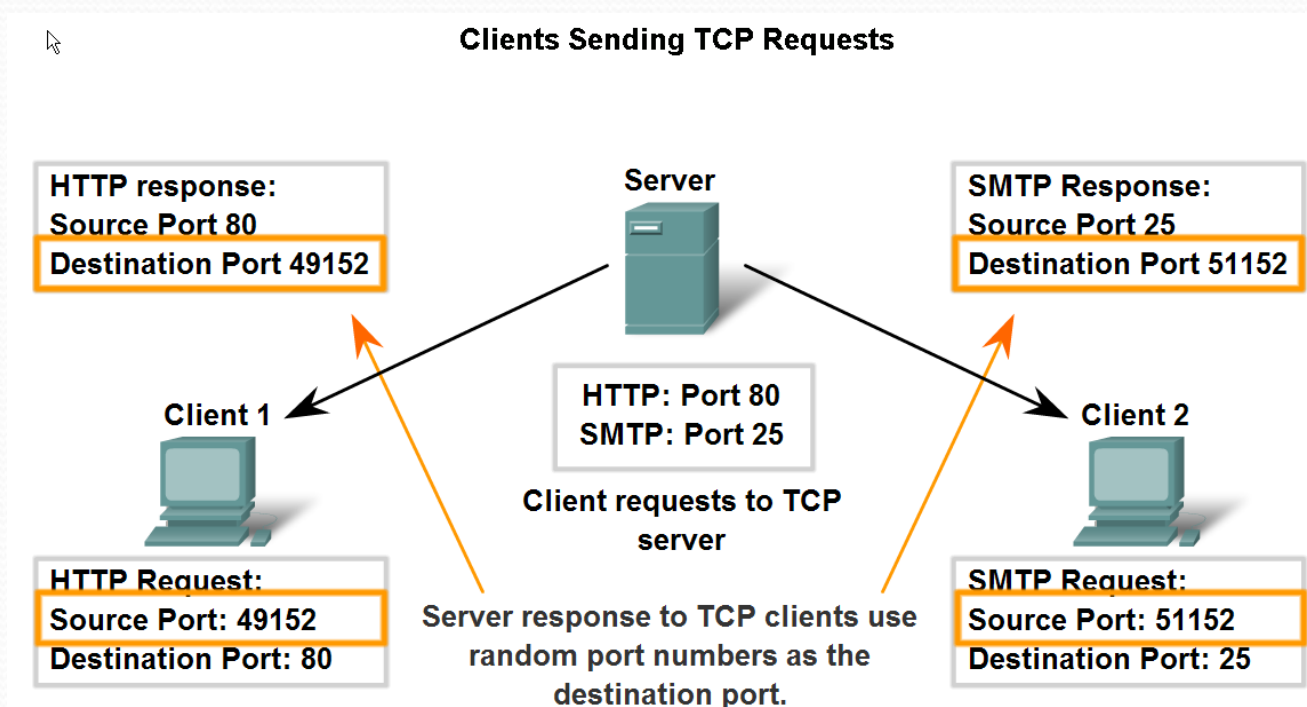 Clients Sending TCP Requests
HTTP response:
Source Port 80
Destination Port 49152
Server
SMTP Response:
Source Port 25
Destination Port 51152
HTTP: Port 80
SMTP: Port 25
Client 1
Client 2
Client requests to TCP
server
HTTP Request:
Source Port: 49152
Destination Port: 80
Server response to TCP clients use
random port numbers as the
destination port.
SMTP Request:
Source Port: 51152
Destination Port: 25